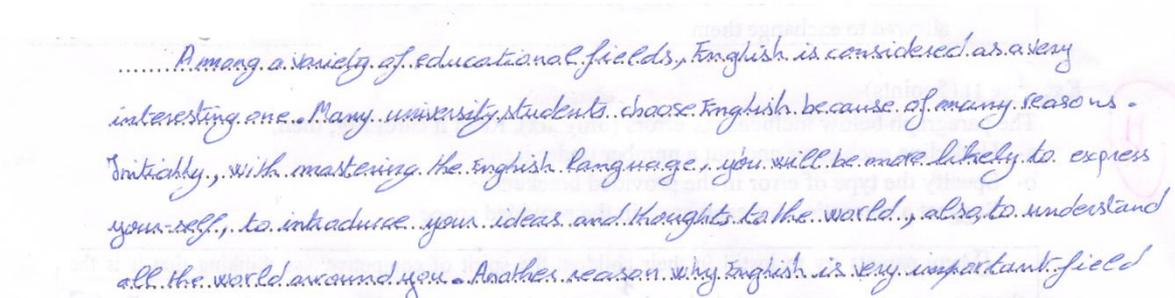 Among a variety of educational fields, English is considered as a very
interesting one. Many university students choose English because of many reasons.
Initially, with mastering the English language, you will be more likely to express
your-self, to introduce your ideas and thoughts to the world, also, to understand
all the world around you. Another reason why English is very important field